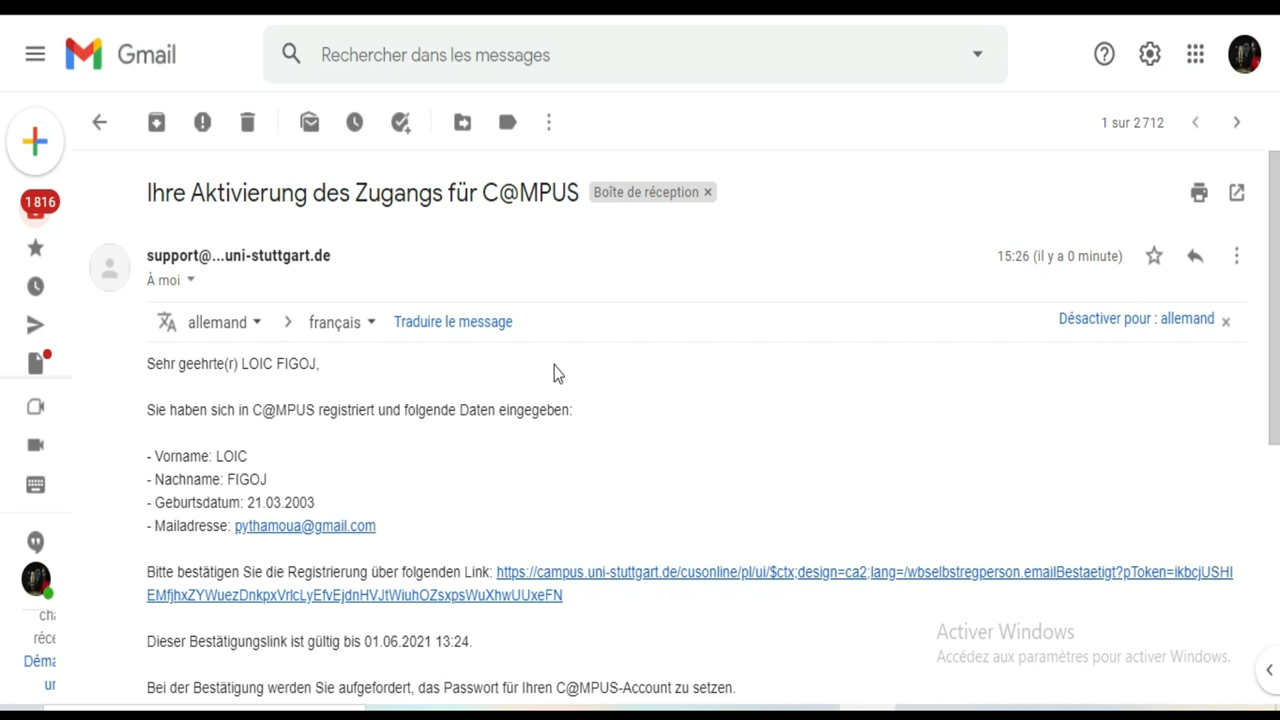 Gmail
Rechercher dans les messages
1 sur 2 712
1 816
Ihre Aktivierung des Zugangs für C@MPUS Boîte de réception ×
support@...uni-stuttgart.de
15:26 (il y a 0 minute)
À moi
allemand > français Traduire le message
Désactiver pour : allemand ×
Sehr geehrte(r) LOIC FIGOJ,
Sie haben sich in C@MPUS registriert und folgende Daten eingegeben:
- Vorname: LOIC
- Nachname: FIGOJ
- Geburtsdatum: 21.03.2003
- Mailadresse: pythamoua@gmail.com
Bitte bestätigen Sie die Registrierung über folgenden Link: https://campus.uni-stuttgart.de/cusonline/pl/ui/$ctx;design=ca2;lang=/wbselbstregperson.emailBestaetigt?pToken=ikbcjUSHI
EMfjhxZYWuezDnkpxVrlcLyEfvEjdnHVJtWiuhOZsxpsWuXhwUUxeFN
Dieser Bestätigungslink ist gültig bis 01.06.2021 13:24.
Bei der Bestätigung werden Sie aufgefordert, das Passwort für Ihren C@MPUS-Account zu setzen.
cha
réce
Déma
un
Activer Windows
Accédez aux paramètres pour activer Windows.